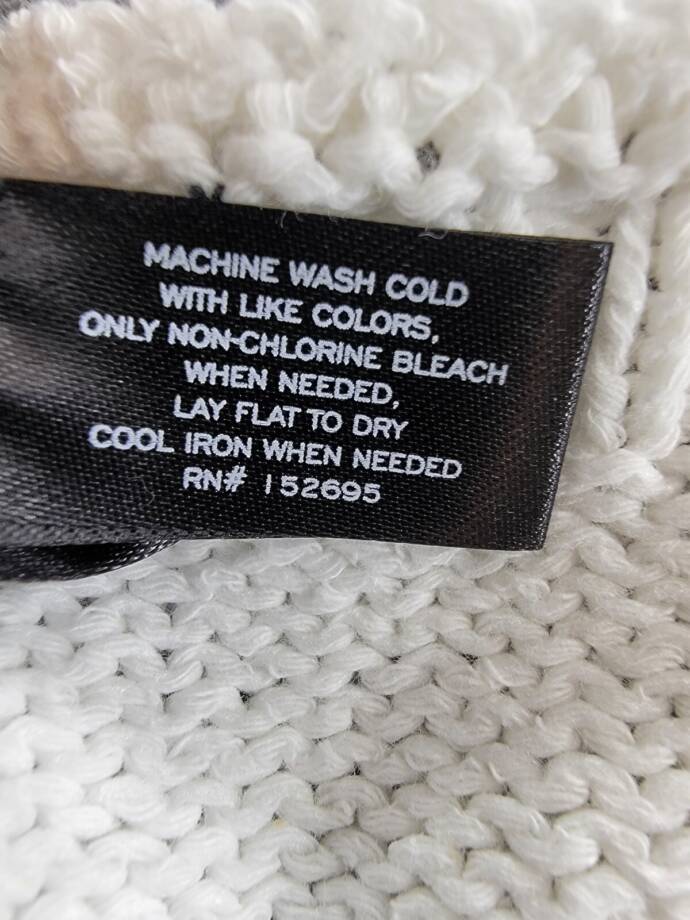 MACHINE WASH COLD
WITH LIKE COLORS,
ONLY NON-CHLORINE BLEACH
WHEN NEEDED,
LAY FLAT TO DRY
COOL IRON WHEN NEEDED
RN# 152695